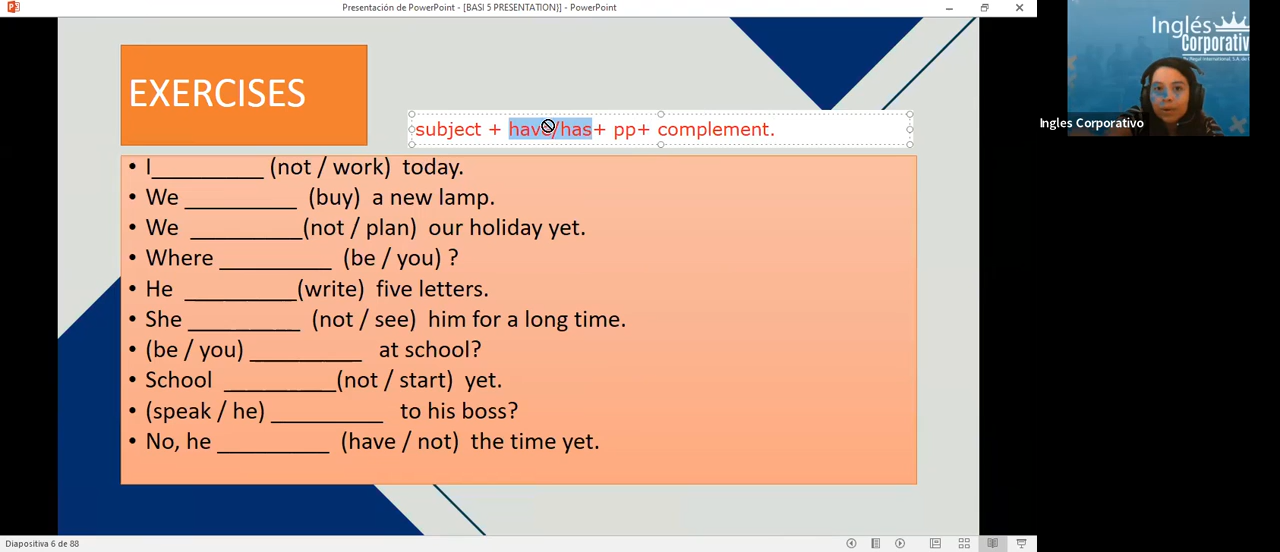 Presentación de PowerPoint - [BASI 5 PRESENTATION)] - PowerPoint
EXERCISES
subject + have/has+ pp+ complement.
• I__________ (not / work) today.
• We __________ (buy) a new lamp.
• We __________(not / plan) our holiday yet.
• Where __________ (be / you) ?
• He __________(write) five letters.
• She __________ (not / see) him for a long time.
• (be / you) __________ at school?
• School __________(not / start) yet.
• (speak / he) __________ to his boss?
• No, he __________ (have / not) the time yet.
Diapositiva 6 de 88
Inglés
Corporativ
Ingles Corporativo